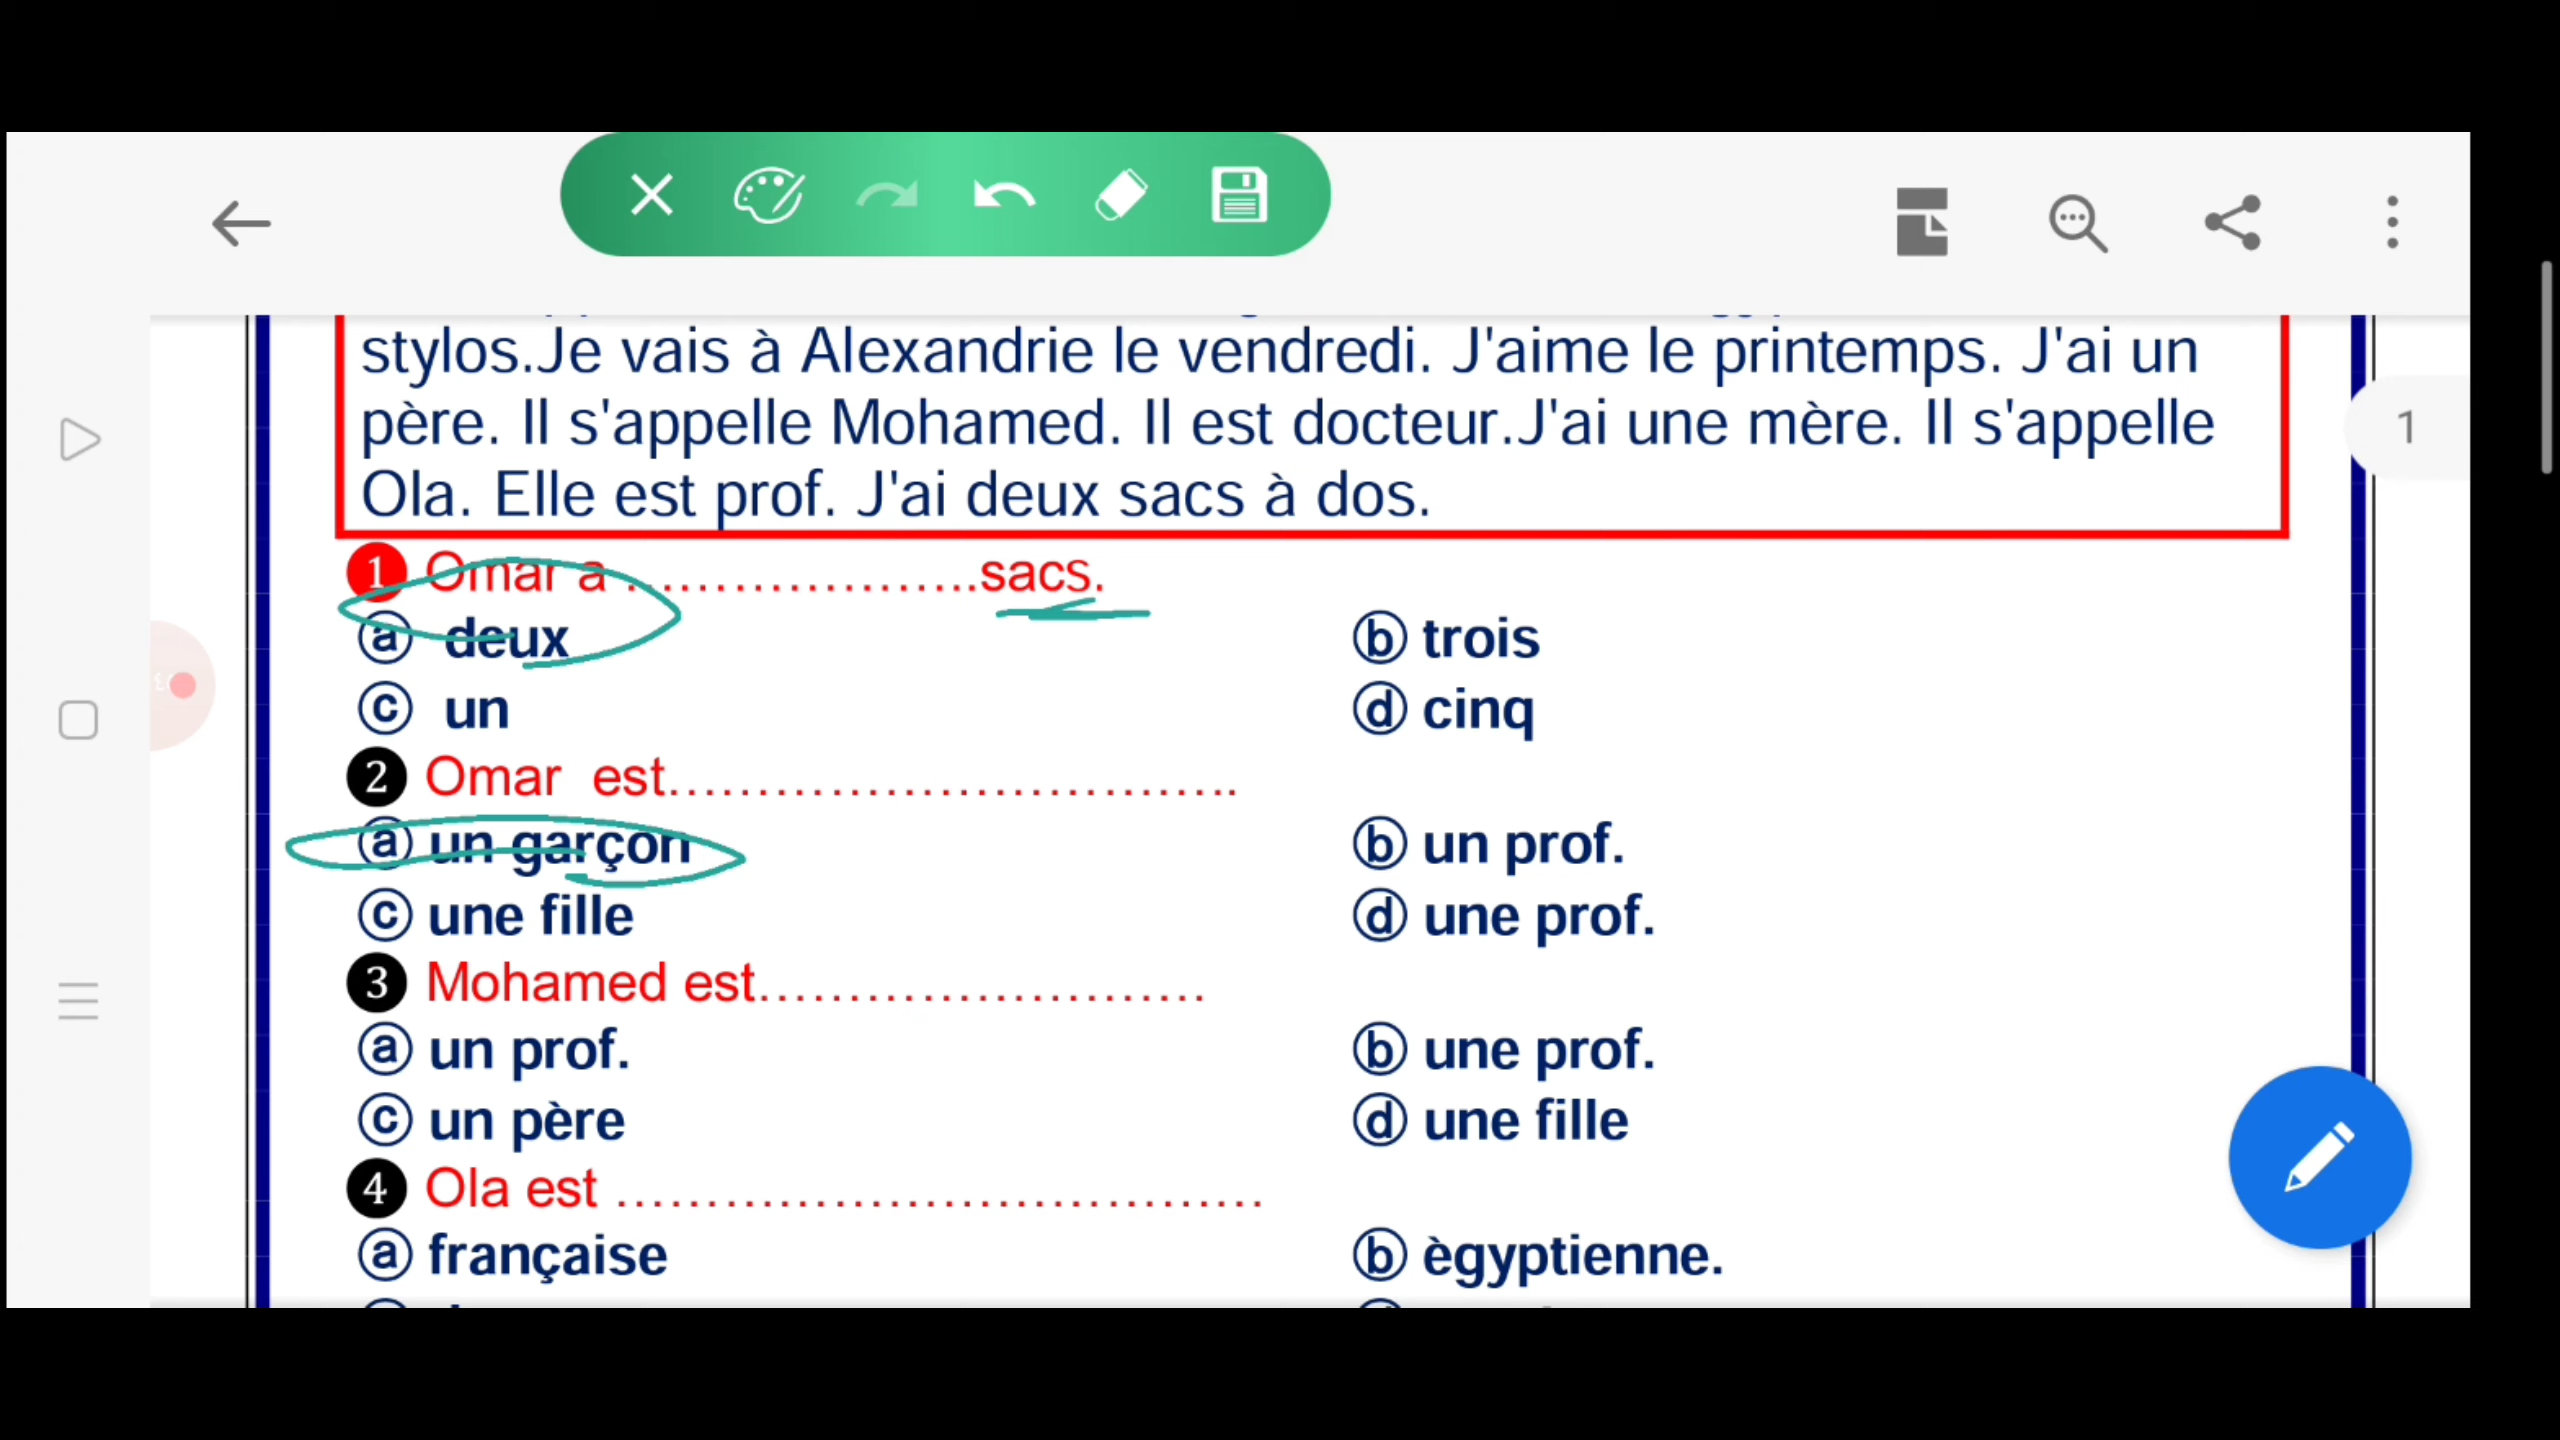 stylos.Je vais à Alexandrie le vendredi. J'aime le printemps. J'ai un
père. Il s'appelle Mohamed. Il est docteur.J'ai une mère. Il s'appelle
Ola. Elle est prof. J'ai deux sacs à dos.
1 Omar a ........................sacs.
ⓐ deux ⓑ trois
ⓒ un ⓓ cinq
2 Omar est................................
ⓐ un garçon ⓑ un prof.
ⓒ une fille ⓓ une prof.
3 Mohamed est.........................
ⓐ un prof. ⓑ une prof.
ⓒ un père ⓓ une fille
4 Ola est ....................................
ⓐ française ⓑ ègyptienne.
1